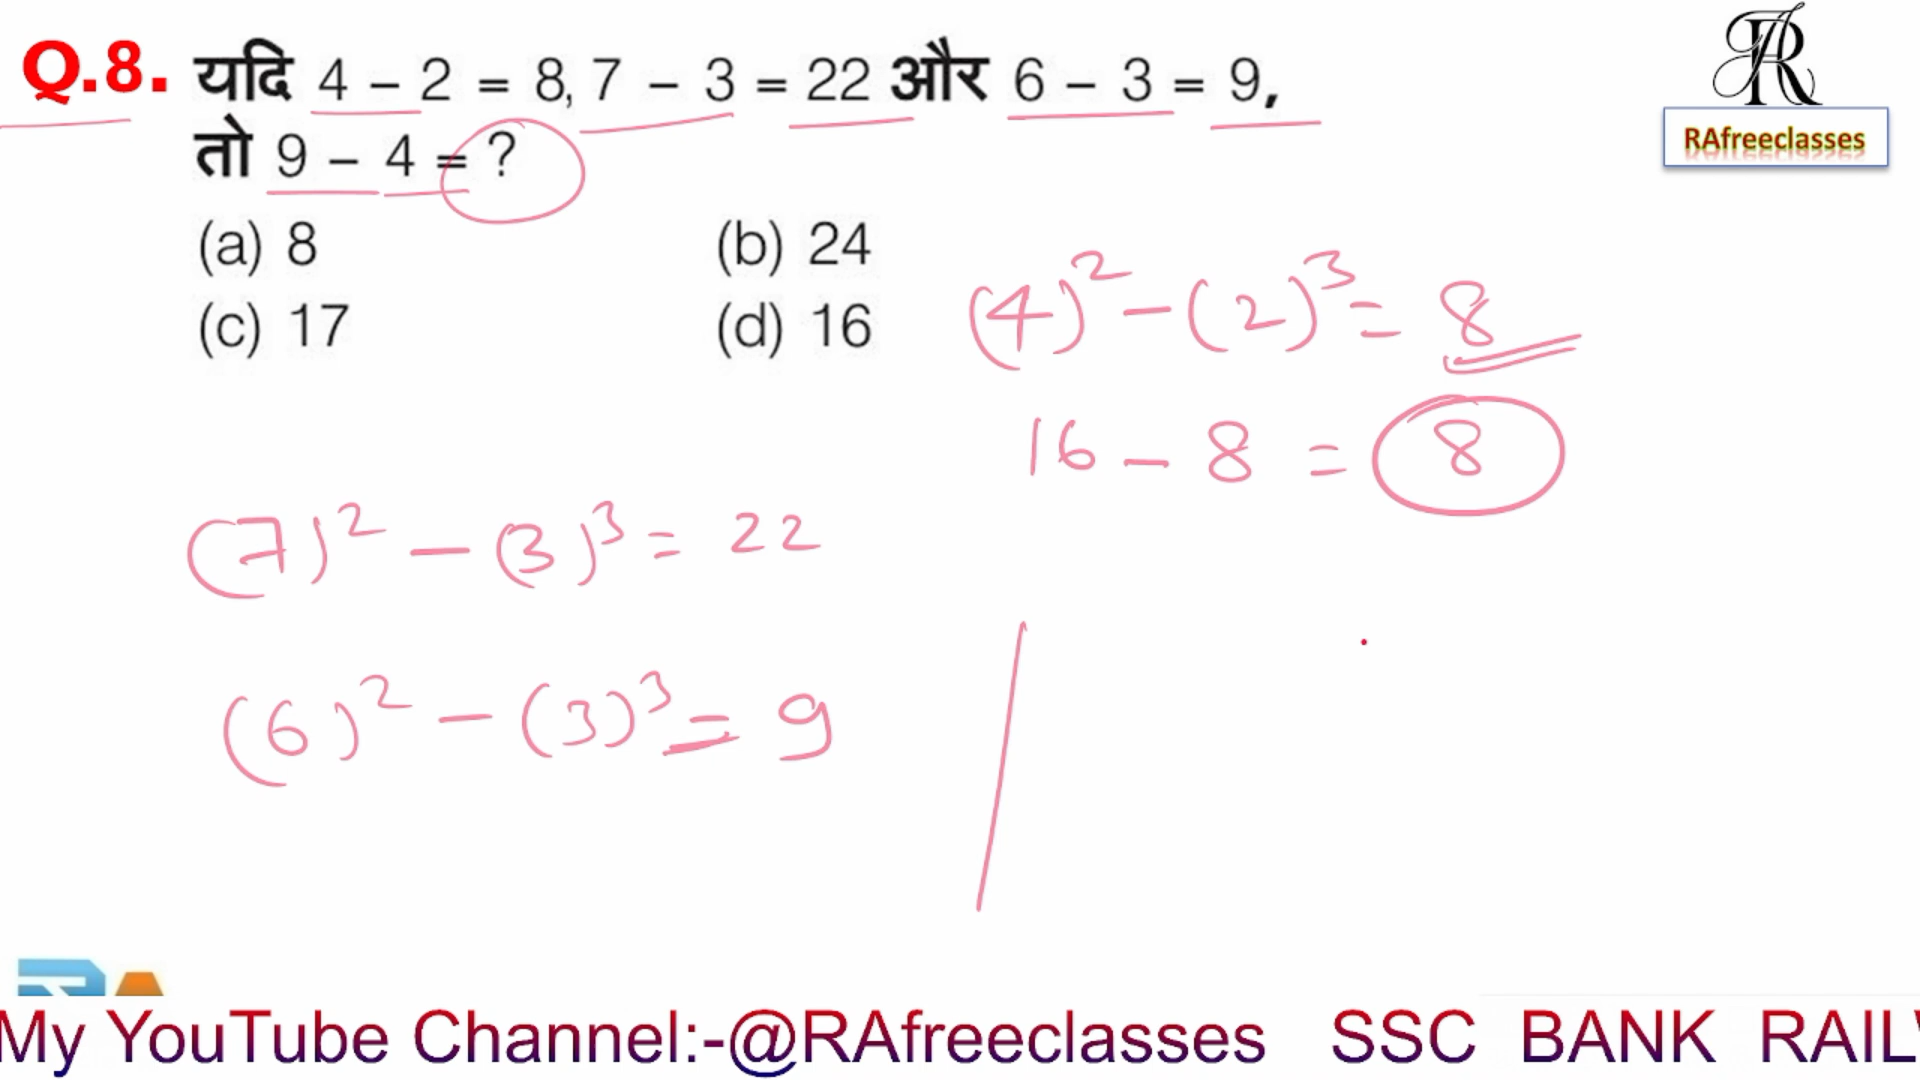 Q.8. यदि 4 – 2 = 8, 7 – 3 = 22 और 6 – 3 = 9,
तो 9 – 4 = ?
(a) 8 (b) 24
(c) 17 (d) 16
RAfreeclasses
(4)² – (2)³ = 8
16 – 8 = 8
(7)² – (3)³ = 22
(6)² – (3)³ = 9
My YouTube Channel:-@RAfreeclasses SSC BANK RAILW